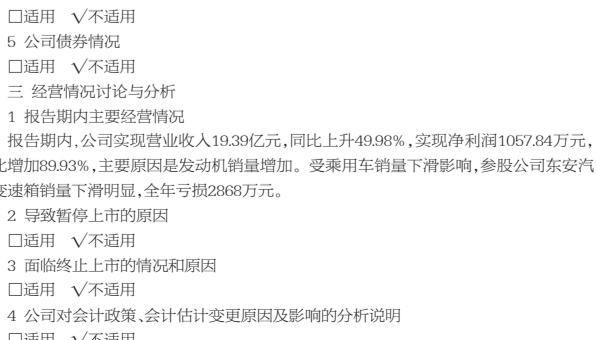 □适用 √不适用
5 公司债券情况
□适用 √不适用
三 经营情况讨论与分析
1 报告期内主要经营情况
报告期内,公司实现营业收入19.39亿元,同比上升49.98%,实现净利润1057.84万元,
比增加89.93%,主要原因是发动机销量增加。受乘用车销量下滑影响,参股公司东安汽
变速箱销量下滑明显,全年亏损2868万元。
2 导致暂停上市的原因
□适用 √不适用
3 面临终止上市的情况和原因
□适用 √不适用
4 公司对会计政策、会计估计变更原因及影响的分析说明
□适用 √不适用